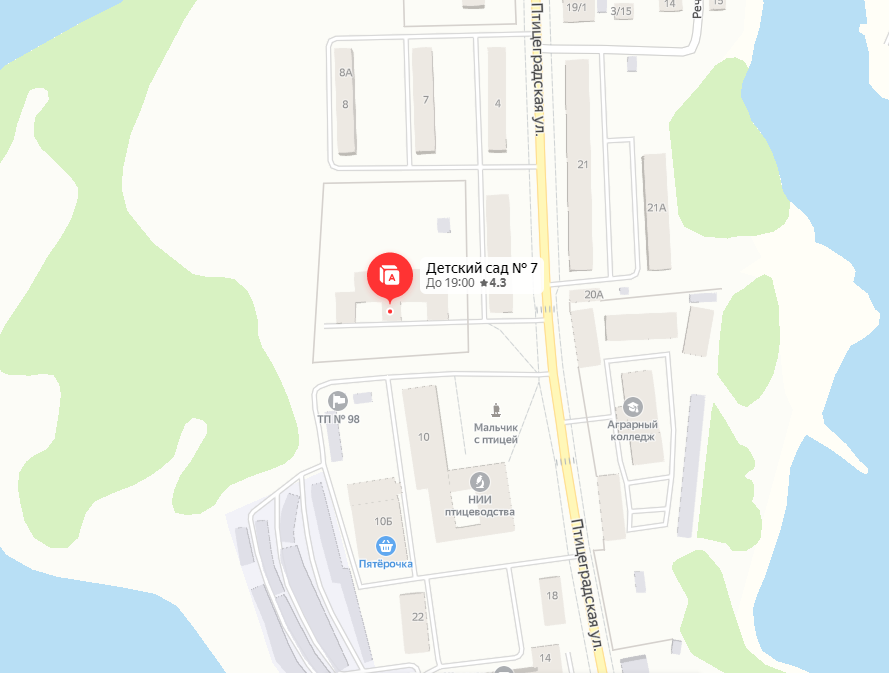 19/1
3/15
14
15
Реч
Птицеградская ул.
8А
8
7
4
21
21А
Детский сад № 7
До 19:00 ★4.3
20А
ТП № 98
Мальчик
с птицей
Аграрный
колледж
10
НИИ
птицеводства
10Б
Пятёрочка
Птицеградская ул.
22
18
14